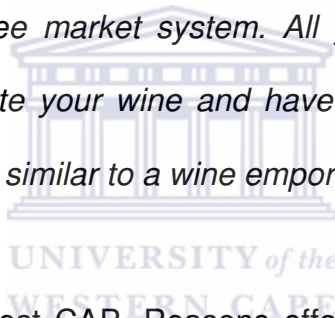 ee market system. All
te your wine and have
similar to a wine empor
UNIVERSITY of the
WESTERN CAPE
est CAP. Reasons offe